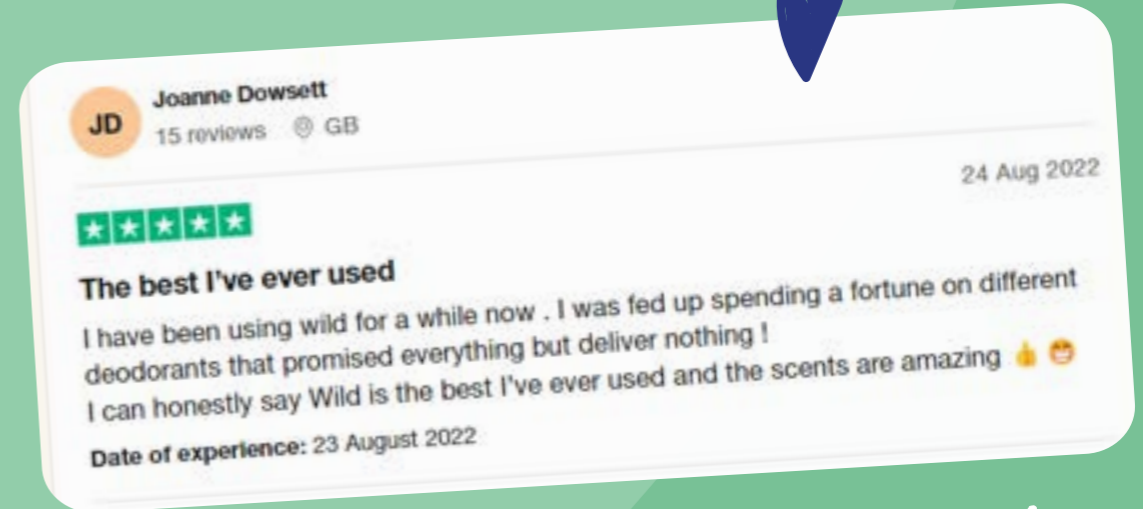 JD
Joanne Dowsett
15 reviews GB
24 Aug 2022
The best I've ever used
I have been using wild for a while now . I was fed up spending a fortune on different
deodorants that promised everything but deliver nothing !
I can honestly say Wild is the best I've ever used and the scents are amazing 👍 😁
Date of experience: 23 August 2022